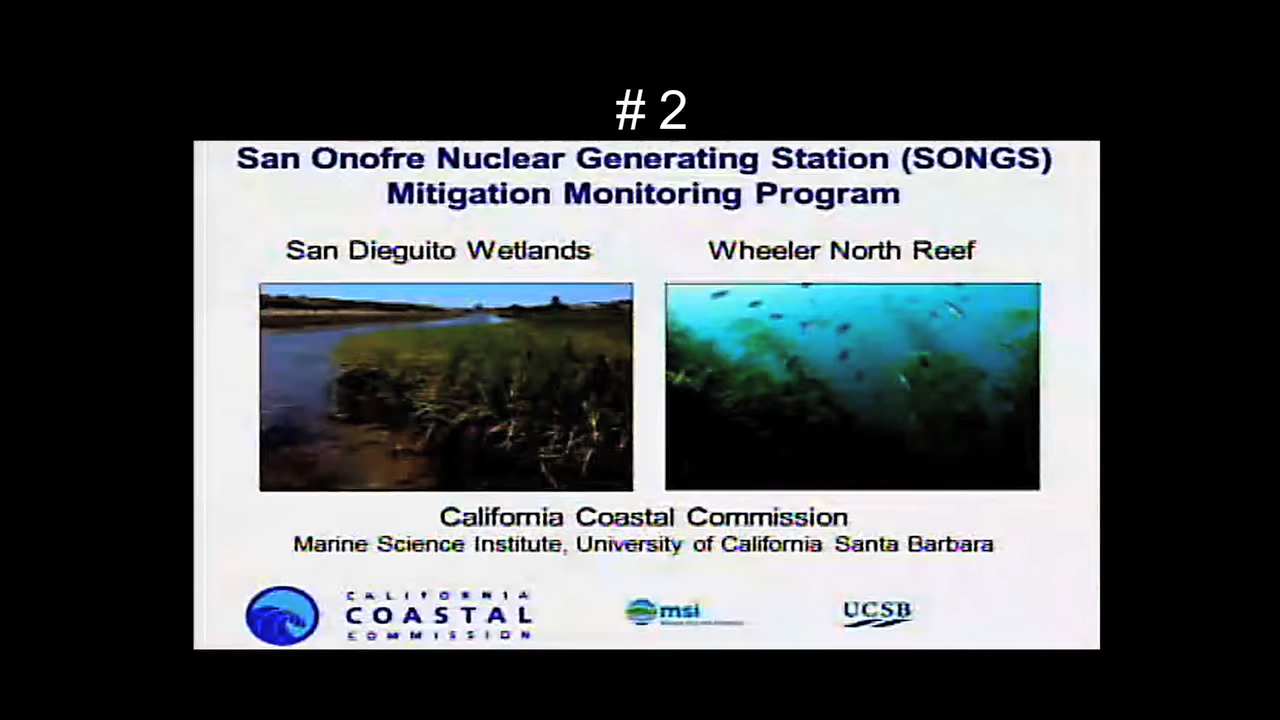 # 2
San Onofre Nuclear Generating Station (SONGS)
Mitigation Monitoring Program
San Dieguito Wetlands
Wheeler North Reef
California Coastal Commission
Marine Science Institute, University of California Santa Barbara
CALIFORNIA
COASTAL
COMMISSION
msi
UCSB